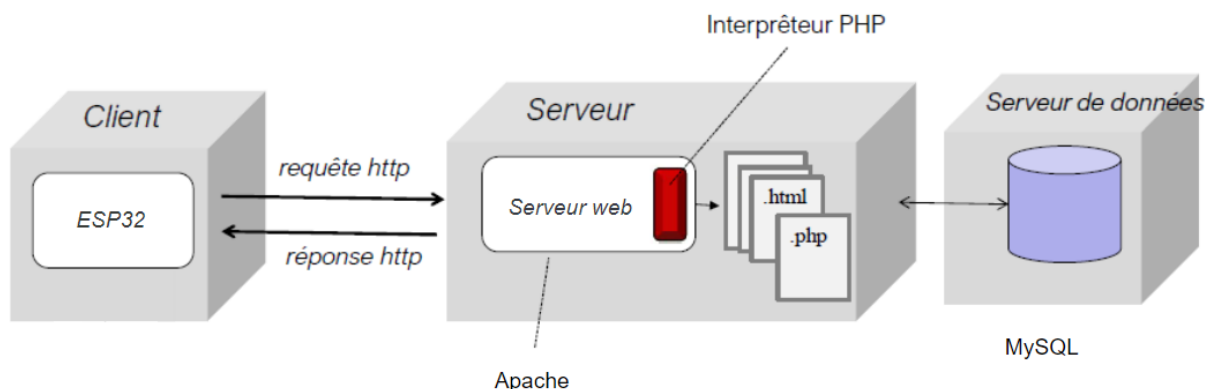 Interprêteur PHP
Client
Serveur
Serveur de données
requête http
ESP32
Serveur web
.html
.php
réponse http
MySQL
Apache